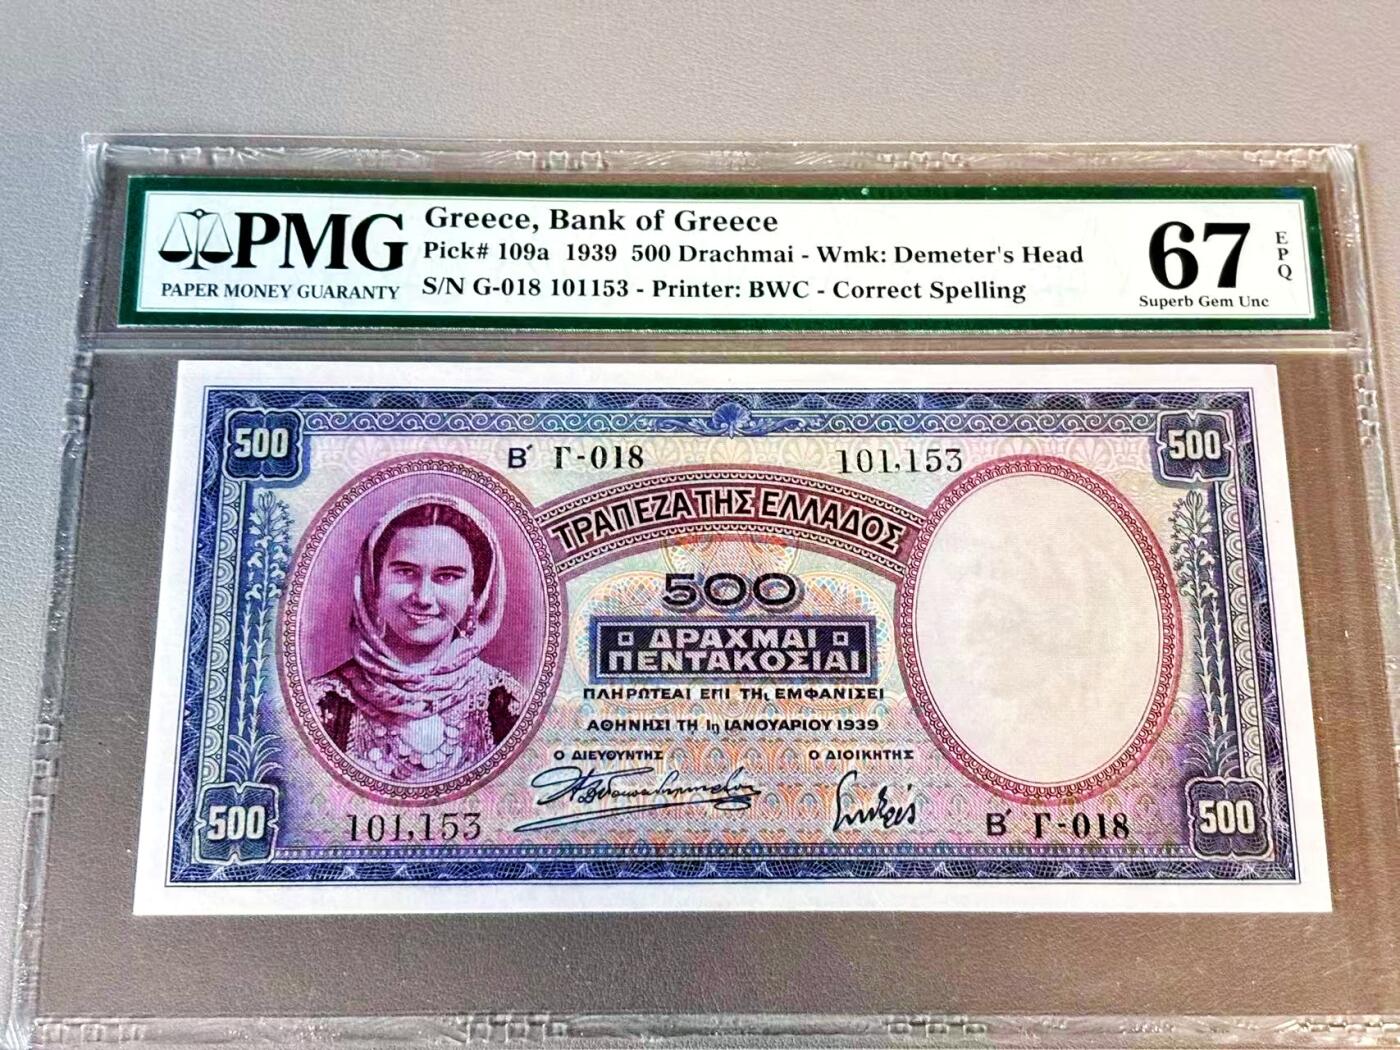 PMG
PAPER MONEY GUARANTY
Greece, Bank of Greece
Pick# 109a 1939 500 Drachmai - Wmk: Demeter's Head
S/N G-018 101153 - Printer: BWC - Correct Spelling
67
EPQ
Superb Gem Unc
500
Β΄ Γ-018
101,153
500
ΤΡΑΠΕΖΑ ΤΗΣ ΕΛΛΑΔΟΣ
500
ΔΡΑΧΜΑΙ
ΠΕΝΤΑΚΟΣΙΑΙ
ΠΛΗΡΩΤΕΑΙ ΕΠΙ ΤΗι ΕΜΦΑΝΙΣΕΙ
ΑΘΗΝΗΣΙ ΤΗ 1η ΙΑΝΟΥΑΡΙΟΥ 1939
Ο ΔΙΕΥΘΥΝΤΗΣ
Ο ΔΙΟΙΚΗΤΗΣ
500
101,153
Β΄ Γ-018
500